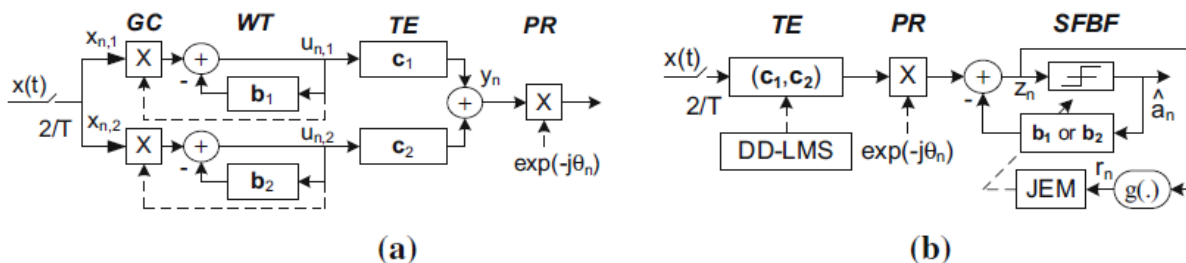 GC WT TE PR
x(t)
2/T
x_{n,1}
X
+
-
u_{n,1}
b_1
c_1
x_{n,2}
X
+
-
u_{n,2}
b_2
c_2
+
y_n
X
exp(-jθ_n)
(a)
TE PR SFBF
x(t)
2/T
(c_1,c_2)
DD-LMS
X
exp(-jθ_n)
+
-
z_n
â_n
b_1 or b_2
JEM
r_n
g(.)
(b)